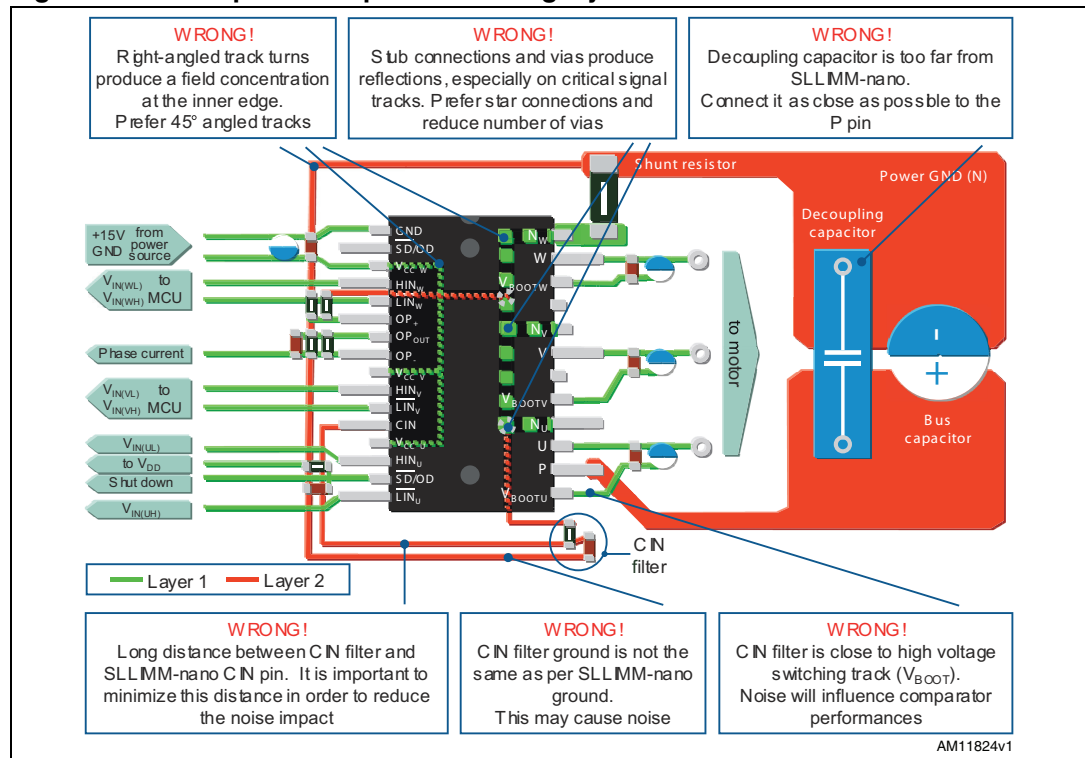 WRONG!
Right-angled track turns
produce a field concentration
at the inner edge.
Prefer 45° angled tracks
WRONG!
Stub connections and vias produce
reflections, especially on critical signal
tracks. Prefer star connections and
reduce number of vias
WRONG!
Decoupling capacitor is too far from
SLLIMM-nano.
Connect it as close as possible to the
P pin
Shunt resistor
Power GND (N)
Decoupling
capacitor
+15V from
GND power
source
VIN(WL) to
VIN(WH) MCU
Phase current
VIN(VL) to
VIN(VH) MCU
VIN(UL)
to VDD
Shut down
VIN(UH)
GND
SD/OD
VCC W
HINW
LINW
OP+
OPOUT
OP-
VCC V
HINV
LINV
CIN
VCC U
HINU
SD/OD
LINU
NW
W
VBOOTW
NV
V
VBOOTV
NU
U
P
VBOOTU
to motor
-
+
Bus
capacitor
CIN
filter
Layer 1 Layer 2
WRONG!
Long distance between CIN filter and
SLLIMM-nano CIN pin. It is important to
minimize this distance in order to reduce
the noise impact
WRONG!
CIN filter ground is not the
same as per SLLIMM-nano
ground.
This may cause noise
WRONG!
CIN filter is close to high voltage
switching track (VBOOT).
Noise will influence comparator
performances
AM11824v1